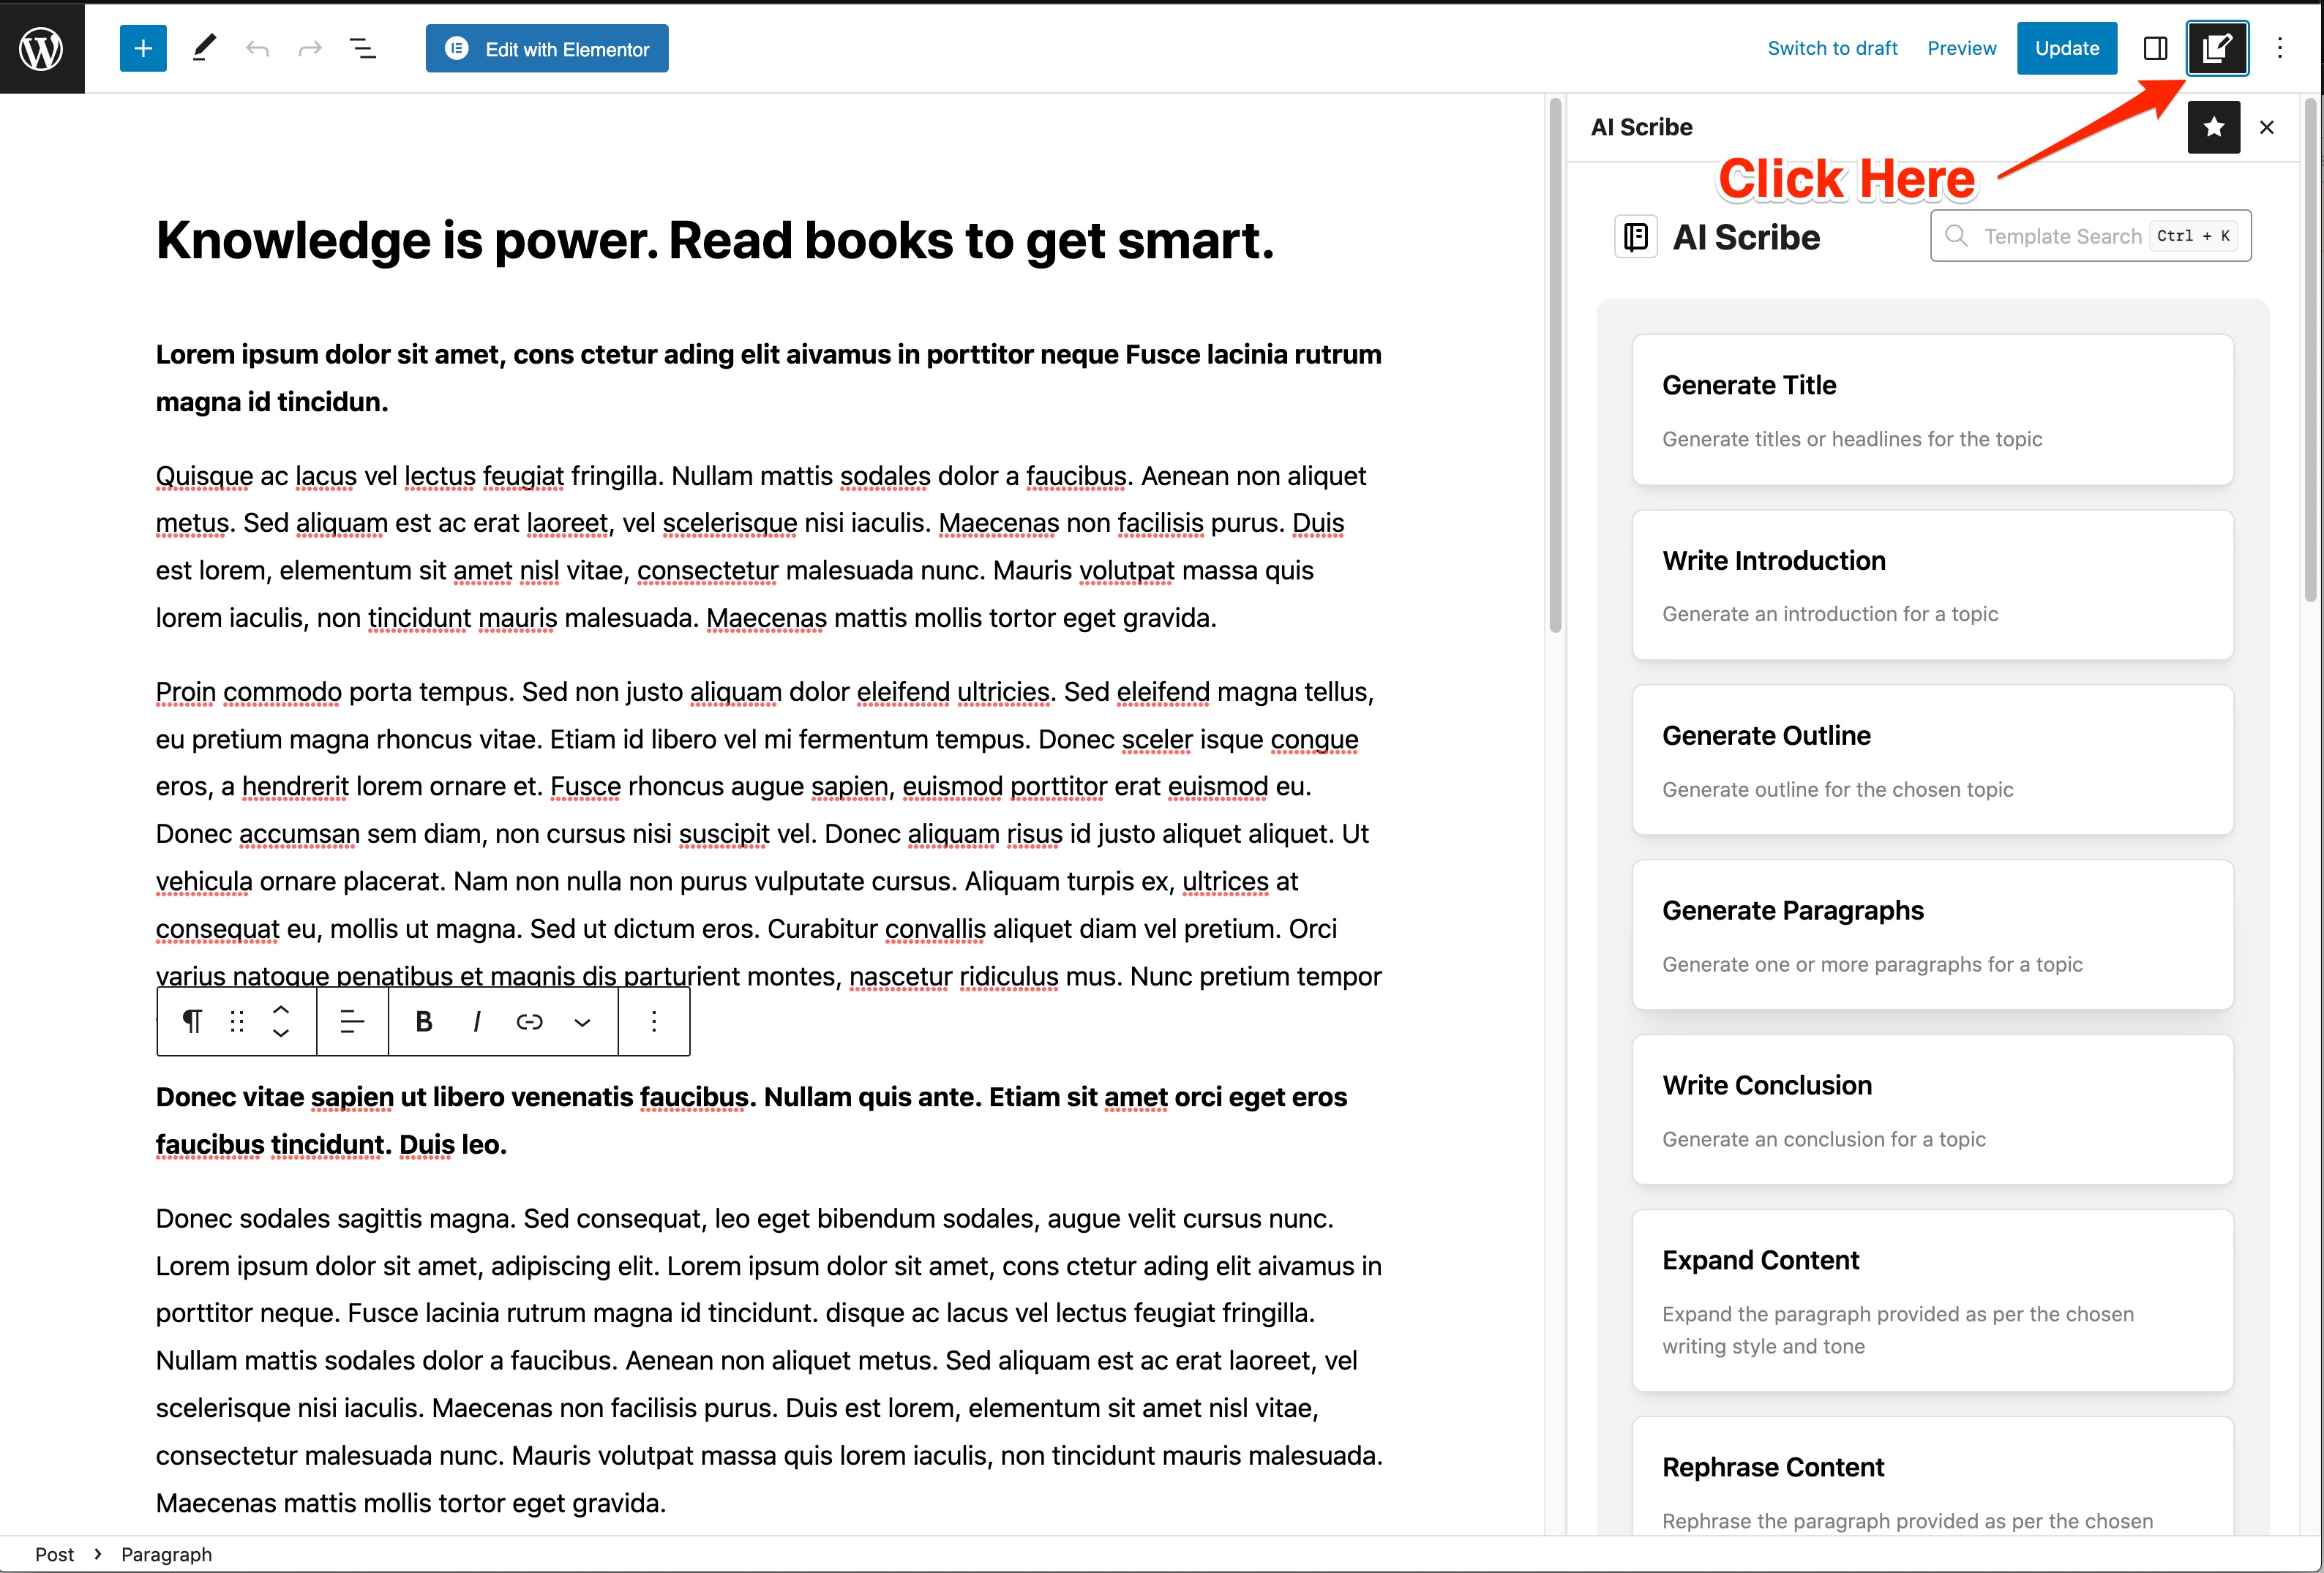 Edit with Elementor
Switch to draft
Preview
Update
Knowledge is power. Read books to get smart.
Lorem ipsum dolor sit amet, cons ctetur ading elit aivamus in porttitor neque Fusce lacinia rutrum
magna id tincidun.
Quisque ac lacus vel lectus feugiat fringilla. Nullam mattis sodales dolor a faucibus. Aenean non aliquet
metus. Sed aliquam est ac erat laoreet, vel scelerisque nisi iaculis. Maecenas non facilisis purus. Duis
est lorem, elementum sit amet nisl vitae, consectetur malesuada nunc. Mauris volutpat massa quis
lorem iaculis, non tincidunt mauris malesuada. Maecenas mattis mollis tortor eget gravida.
Proin commodo porta tempus. Sed non justo aliquam dolor eleifend ultricies. Sed eleifend magna tellus,
eu pretium magna rhoncus vitae. Etiam id libero vel mi fermentum tempus. Donec sceler isque congue
eros, a hendrerit lorem ornare et. Fusce rhoncus augue sapien, euismod porttitor erat euismod eu.
Donec accumsan sem diam, non cursus nisi suscipit vel. Donec aliquam risus id justo aliquet aliquet. Ut
vehicula ornare placerat. Nam non nulla non purus vulputate cursus. Aliquam turpis ex, ultrices at
consequat eu, mollis ut magna. Sed ut dictum eros. Curabitur convallis aliquet diam vel pretium. Orci
varius natoque penatibus et magnis dis parturient montes, nascetur ridiculus mus. Nunc pretium tempor
B I
Donec vitae sapien ut libero venenatis faucibus. Nullam quis ante. Etiam sit amet orci eget eros
faucibus tincidunt. Duis leo.
Donec sodales sagittis magna. Sed consequat, leo eget bibendum sodales, augue velit cursus nunc.
Lorem ipsum dolor sit amet, adipiscing elit. Lorem ipsum dolor sit amet, cons ctetur ading elit aivamus in
porttitor neque. Fusce lacinia rutrum magna id tincidunt. disque ac lacus vel lectus feugiat fringilla.
Nullam mattis sodales dolor a faucibus. Aenean non aliquet metus. Sed aliquam est ac erat laoreet, vel
scelerisque nisi iaculis. Maecenas non facilisis purus. Duis est lorem, elementum sit amet nisl vitae,
consectetur malesuada nunc. Mauris volutpat massa quis lorem iaculis, non tincidunt mauris malesuada.
Maecenas mattis mollis tortor eget gravida.
AI Scribe
Click Here
AI Scribe
Template Search Ctrl + K
Generate Title
Generate titles or headlines for the topic
Write Introduction
Generate an introduction for a topic
Generate Outline
Generate outline for the chosen topic
Generate Paragraphs
Generate one or more paragraphs for a topic
Write Conclusion
Generate an conclusion for a topic
Expand Content
Expand the paragraph provided as per the chosen
writing style and tone
Rephrase Content
Rephrase the paragraph provided as per the chosen
Post › Paragraph